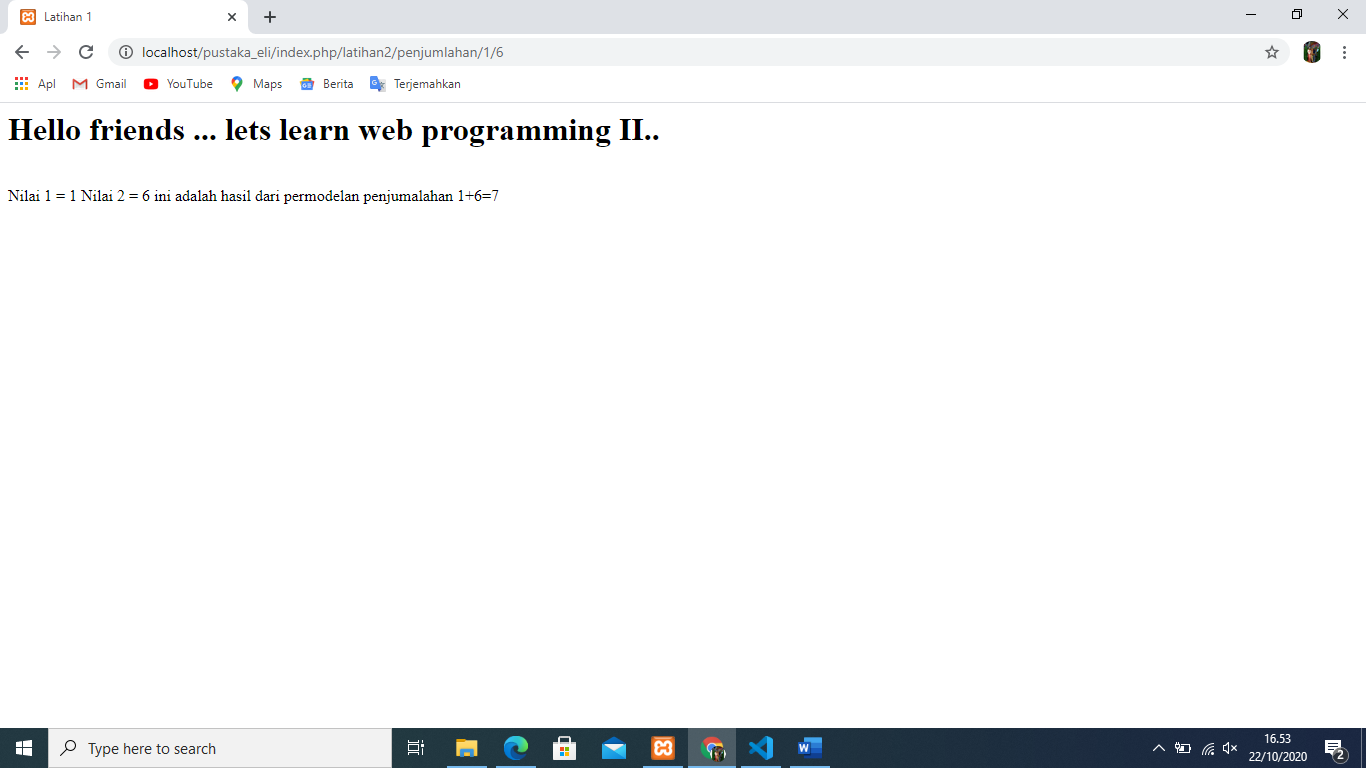 Latihan 1
localhost/pustaka_eli/index.php/latihan2/penjumlahan/1/6
Apl Gmail YouTube Maps Berita Terjemahkan
Hello friends ... lets learn web programming II..
Nilai 1 = 1 Nilai 2 = 6 ini adalah hasil dari permodelan penjumalahan 1+6=7
Type here to search
16.53
22/10/2020
2